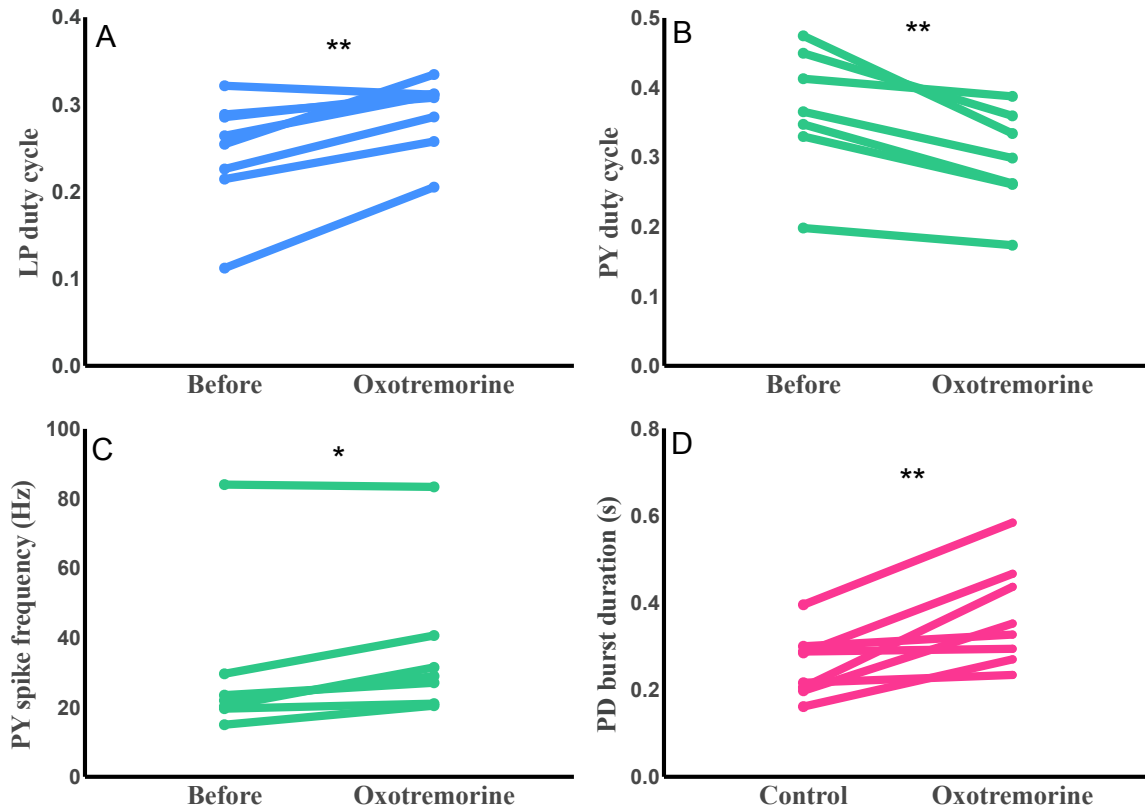 A
**
LP duty cycle
0.4
0.3
0.2
0.1
0.0
Before Oxotremorine
B
**
PY duty cycle
0.5
0.4
0.3
0.2
0.1
0.0
Before Oxotremorine
C
*
PY spike frequency (Hz)
100
80
60
40
20
0
Before Oxotremorine
D
**
PD burst duration (s)
0.8
0.6
0.4
0.2
0.0
Control Oxotremorine